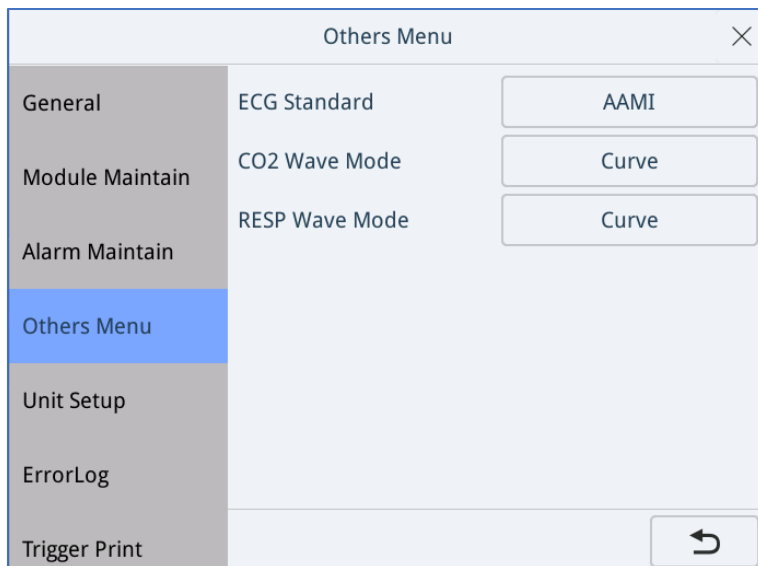 Others Menu
General
Module Maintain
Alarm Maintain
Others Menu
Unit Setup
ErrorLog
Trigger Print
ECG Standard AAMI
CO2 Wave Mode Curve
RESP Wave Mode Curve